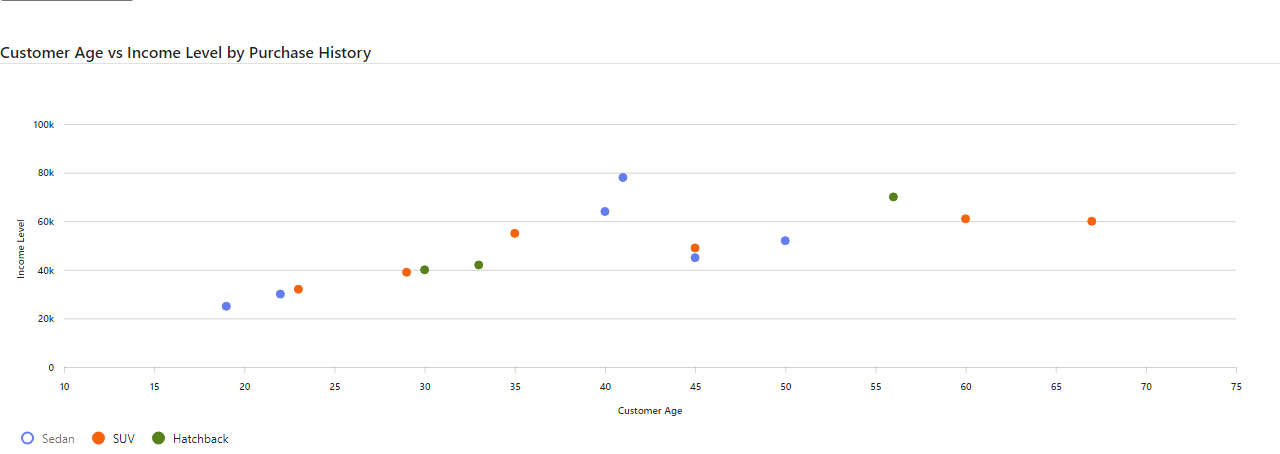 Customer Age vs Income Level by Purchase History
100k
80k
60k
40k
20k
0
Income Level
10 15 20 25 30 35 40 45 50 55 60 65 70 75
Customer Age
Sedan SUV Hatchback